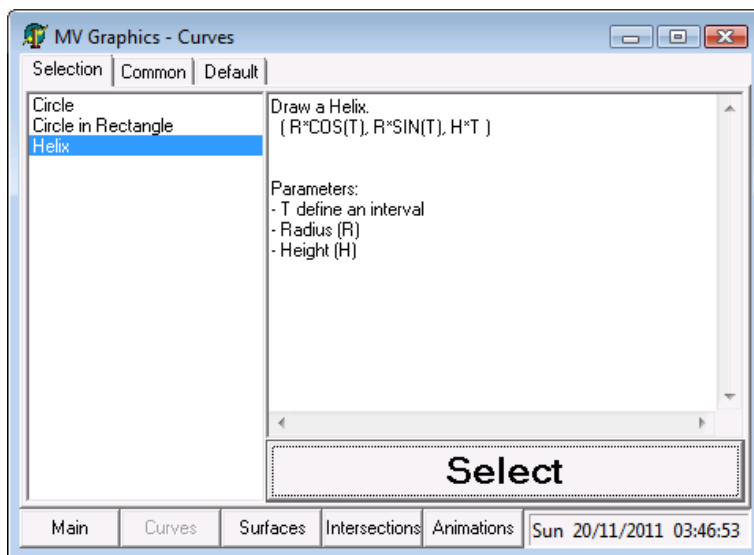 MV Graphics - Curves
Selection Common Default
Circle
Circle in Rectangle
Helix
Draw a Helix.
( R*COS(T), R*SIN(T), H*T )
Parameters:
- T define an interval
- Radius (R)
- Height (H)
Select
Main Curves Surfaces Intersections Animations Sun 20/11/2011 03:46:53